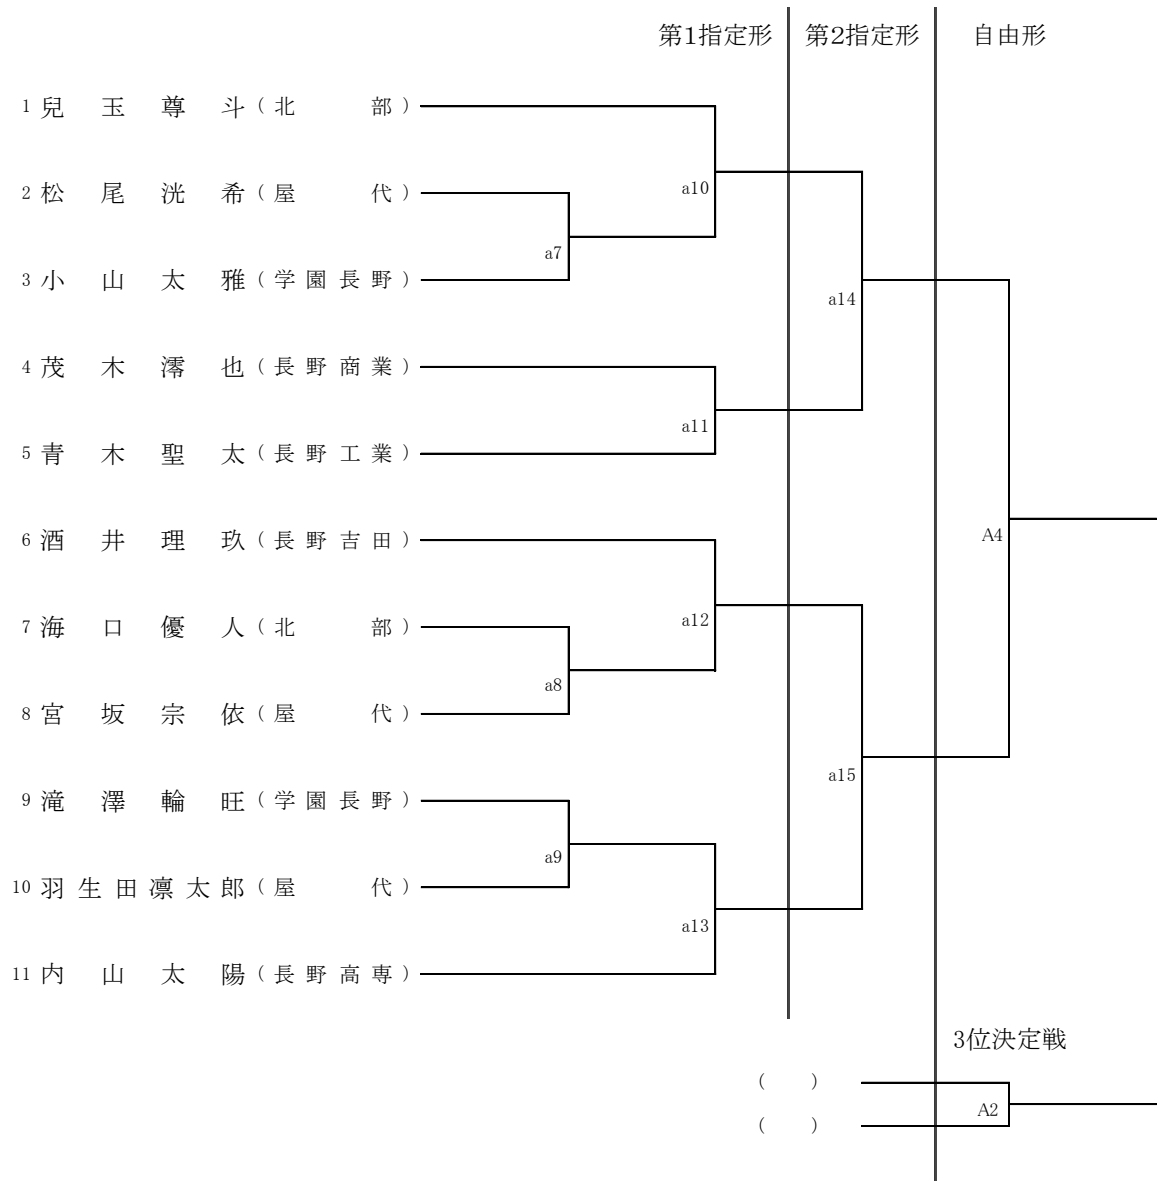 第1指定形 第2指定形 自由形
1 兒玉尊斗(北部)
a10
2 松尾洸希(屋代)
a7
3 小山太雅(学園長野)
a14
4 茂木澪也(長野商業)
a11
5 青木聖太(長野工業)
6 酒井理玖(長野吉田)
A4
7 海口優人(北部)
a12
a8
8 宮坂宗依(屋代)
a15
9 滝澤輪旺(学園長野)
a9
10 羽生田凛太郎(屋代)
a13
11 内山太陽(長野高専)
3位決定戦
( )
A2
( )